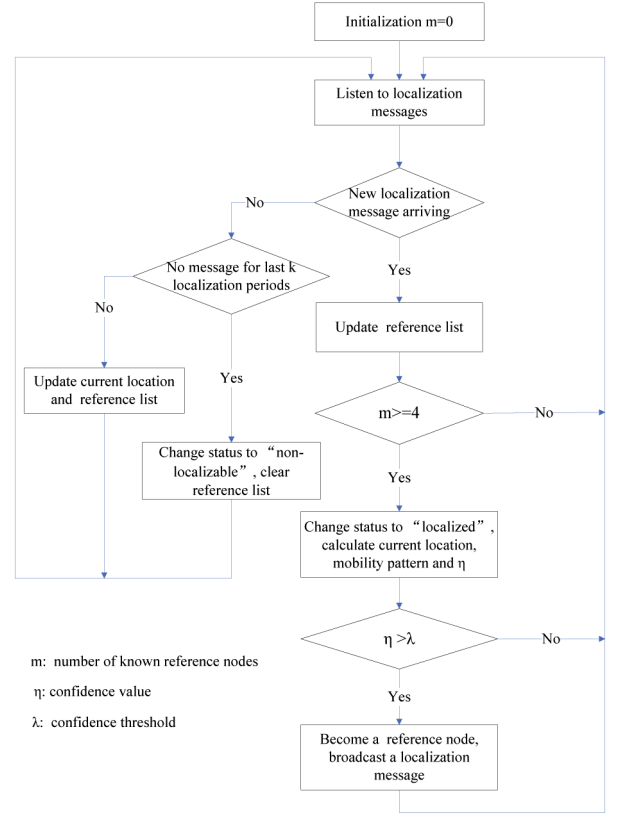 Initialization m=0
Listen to localization
messages
New localization
message arriving
No
Yes
No message for last k
localization periods
No
Yes
Update reference list
Update current location
and reference list
m>=4
No
Yes
Change status to “non-
localizable”, clear
reference list
Change status to “localized”,
calculate current location,
mobility pattern and η
η >λ
No
Yes
Become a reference node,
broadcast a localization
message
m: number of known reference nodes
η: confidence value
λ: confidence threshold